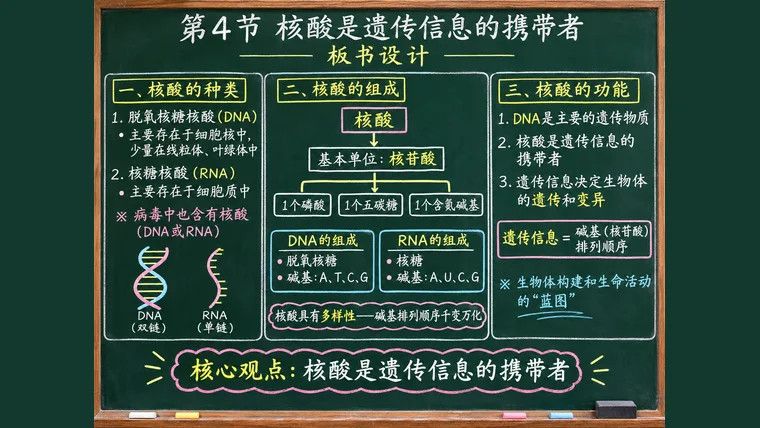 第4节 核酸是遗传信息的携带者
板书设计
一、核酸的种类
1. 脱氧核糖核酸(DNA)
• 主要存在于细胞核中，
少量在线粒体、叶绿体中
2. 核糖核酸(RNA)
• 主要存在于细胞质中
※ 病毒中也含有核酸
(DNA或RNA)
DNA
(双链)
RNA
(单链)
二、核酸的组成
核酸
基本单位：核苷酸
1个磷酸
1个五碳糖
1个含氮碱基
DNA的组成
• 脱氧核糖
• 碱基：A、T、C、G
RNA的组成
• 核糖
• 碱基：A、U、C、G
核酸具有多样性——碱基排列顺序千变万化
三、核酸的功能
1. DNA是主要的遗传物质
2. 核酸是遗传信息的
携带者
3. 遗传信息决定生物体
的遗传和变异
遗传信息 = 碱基(核苷酸)
排列顺序
※ 生物体构建和生命活动
的“蓝图”
核心观点：核酸是遗传信息的携带者